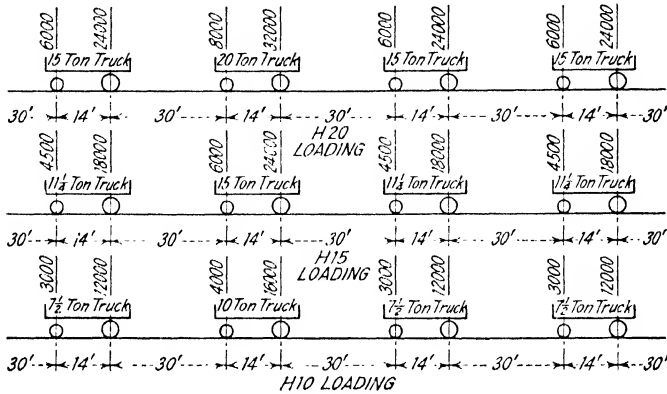 6000 24000 8000 32000 6000 24000 6000 24000
15 Ton Truck 20 Ton Truck 15 Ton Truck 15 Ton Truck
30' 14' 30' 14' 30' 14' 30' 14' 30'
H20
LOADING
4500 18000 6000 24000 4500 18000 4500 18000
11¼ Ton Truck 15 Ton Truck 11¼ Ton Truck 11¼ Ton Truck
30' 14' 30' 14' 30' 14' 30' 14' 30'
H15
LOADING
3000 12000 4000 16000 3000 12000 3000 12000
7½ Ton Truck 10 Ton Truck 7½ Ton Truck 7½ Ton Truck
30' 14' 30' 14' 30' 14' 30' 14' 30'
H10 LOADING